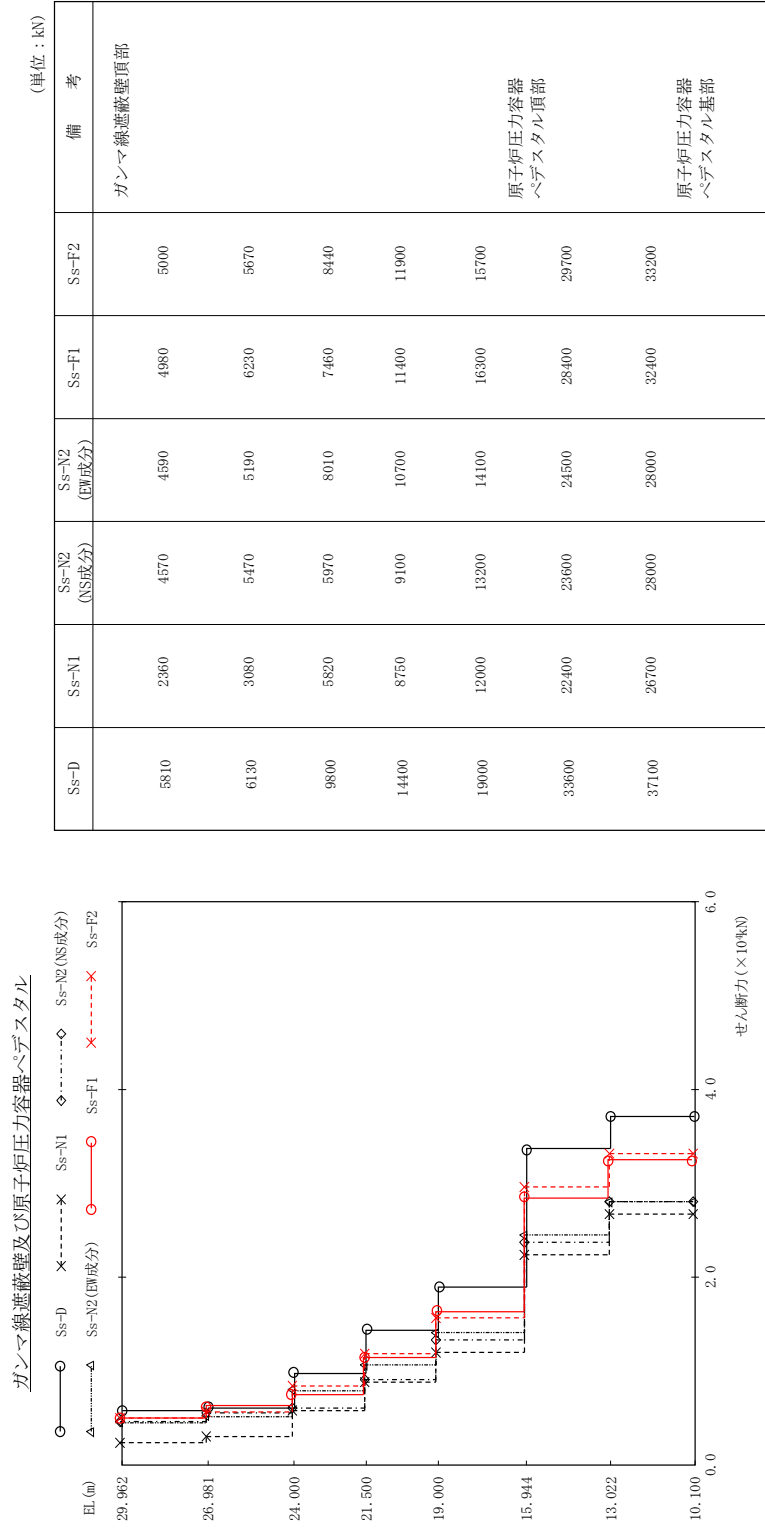 ガンマ線遮蔽壁及び原子炉圧力容器ペデスタル
Ss-D Ss-N1 Ss-N2(NS成分)
Ss-N2(EW成分) Ss-F1 Ss-F2
EL(m)
29.962
26.981
24.000
21.500
19.000
15.944
13.022
10.100
0.0 2.0 4.0 6.0
せん断力(×10⁴kN)
(単位：kN)
Ss-D Ss-N1 Ss-N2 (NS成分) Ss-N2 (EW成分) Ss-F1 Ss-F2 備 考
ガンマ線遮蔽壁頂部
5810 2360 4570 4590 4980 5000
6130 3080 5470 5190 6230 5670
9800 5820 5970 8010 7460 8440
14400 8750 9100 10700 11400 11900
19000 12000 13200 14100 16300 15700
原子炉圧力容器
ペデスタル頂部
33600 22400 23600 24500 28400 29700
37100 26700 28000 28000 32400 33200
原子炉圧力容器
ペデスタル基部